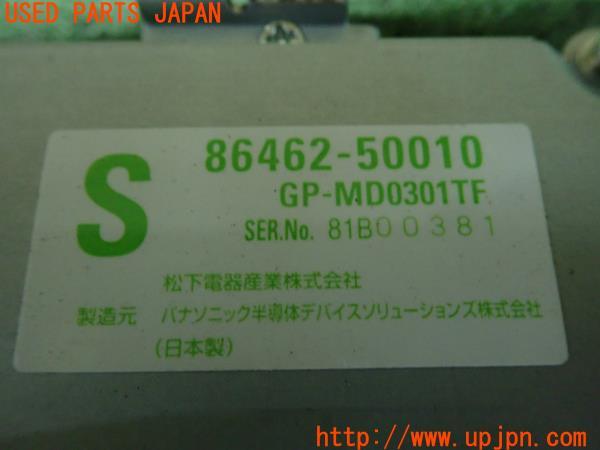 USED PARTS JAPAN
S
86462-50010
GP-MD0301TF
SER.No. 81B00381
松下電器産業株式会社
製造元 パナソニック半導体デバイスソリューションズ株式会社
(日本製)
http://www.upjpn.com